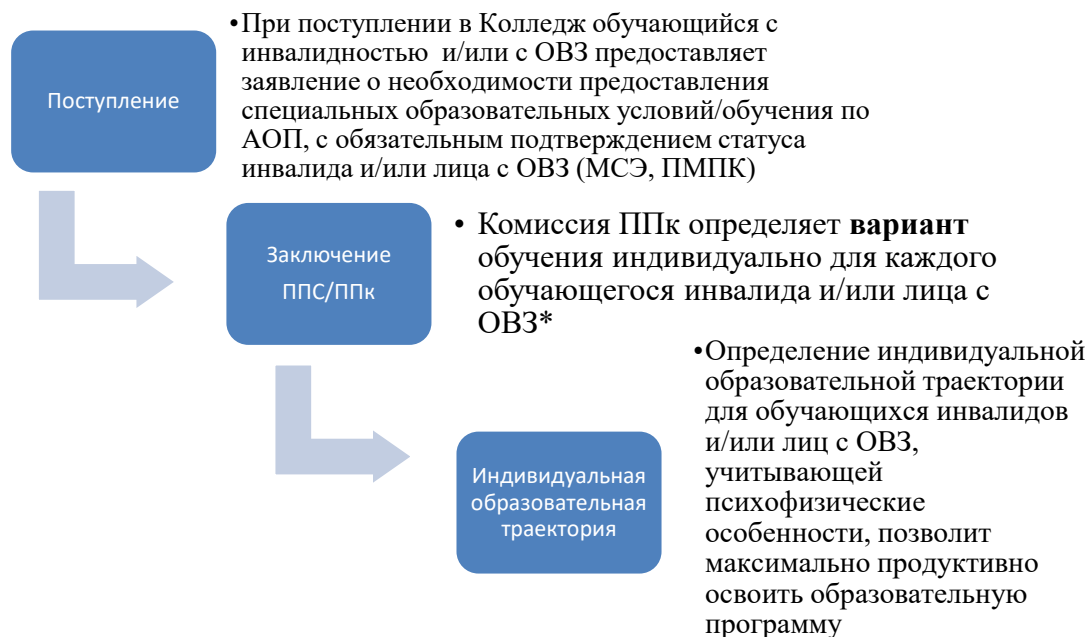 Поступление
•При поступлении в Колледж обучающийся с
инвалидностью и/или с ОВЗ предоставляет
заявление о необходимости предоставления
специальных образовательных условий/обучения по
АОП, с обязательным подтверждением статуса
инвалида и/или лица с ОВЗ (МСЭ, ПМПК)
Заключение
ППС/ППк
• Комиссия ППк определяет вариант
обучения индивидуально для каждого
обучающегося инвалида и/или лица с
ОВЗ*
Индивидуальная
образовательная
траектория
•Определение индивидуальной
образовательной траектории
для обучающихся инвалидов
и/или лиц с ОВЗ,
учитывающей
психофизические
особенности, позволит
максимально продуктивно
освоить образовательную
программу